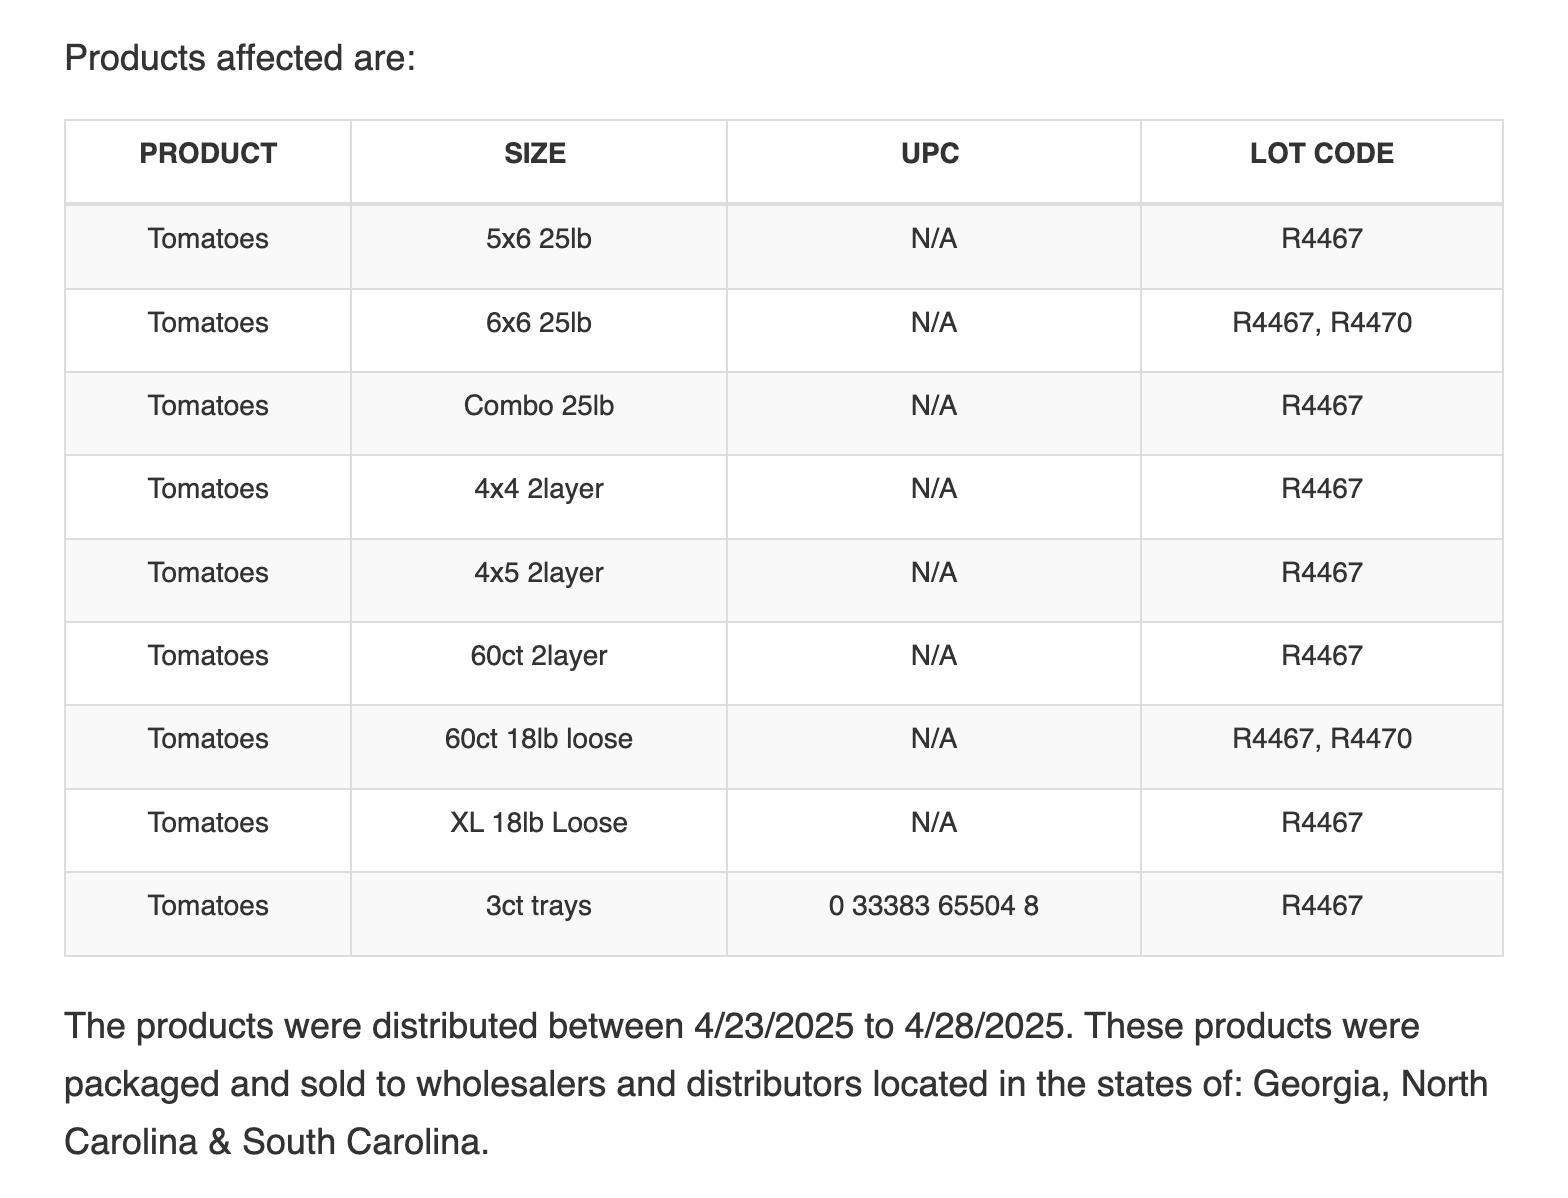 Products affected are:
PRODUCT SIZE UPC LOT CODE
Tomatoes 5x6 25lb N/A R4467
Tomatoes 6x6 25lb N/A R4467, R4470
Tomatoes Combo 25lb N/A R4467
Tomatoes 4x4 2layer N/A R4467
Tomatoes 4x5 2layer N/A R4467
Tomatoes 60ct 2layer N/A R4467
Tomatoes 60ct 18lb loose N/A R4467, R4470
Tomatoes XL 18lb Loose N/A R4467
Tomatoes 3ct trays 0 33383 65504 8 R4467
The products were distributed between 4/23/2025 to 4/28/2025. These products were
packaged and sold to wholesalers and distributors located in the states of: Georgia, North
Carolina & South Carolina.